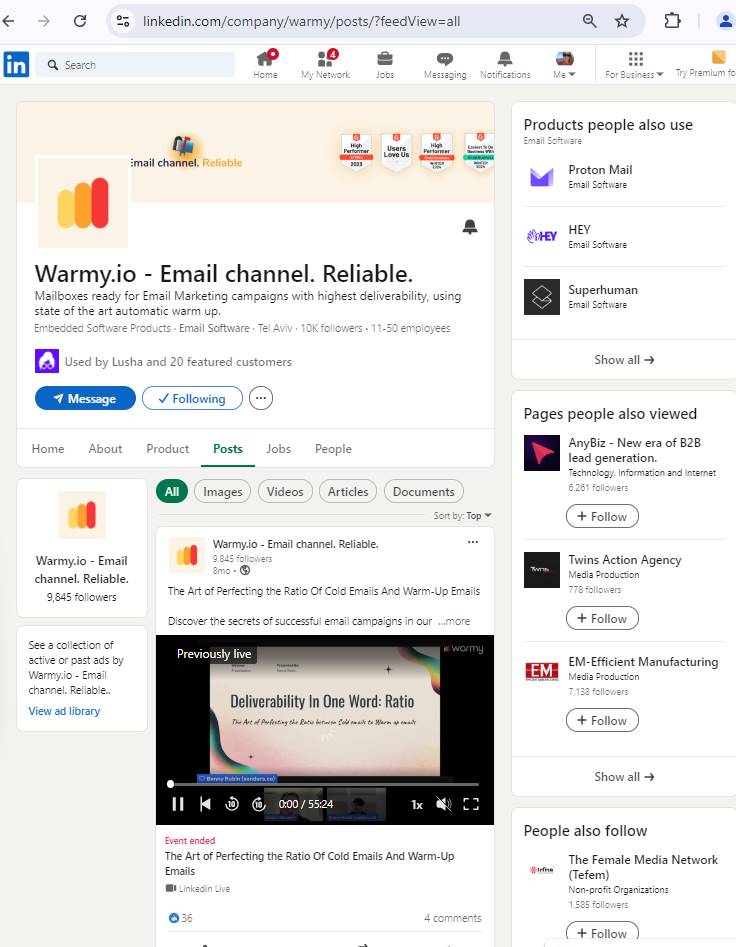 linkedin.com/company/warmy/posts/?feedView=all
in
Search
Home
4
My Network
Jobs
Messaging
Notifications
Me
For Business
Try Premium fo
Email channel. Reliable
High
Performer
2023
Users
Love Us
High
Performer
WINTER
2024
Easiest To Do
Business With
WINTER
2024
Warmy.io - Email channel. Reliable.
Mailboxes ready for Email Marketing campaigns with highest deliverability, using
state of the art automatic warm up.
Embedded Software Products · Email Software · Tel Aviv · 10K followers · 11-50 employees
Used by Lusha and 20 featured customers
Message
Following
Home
About
Product
Posts
Jobs
People
Warmy.io - Email
channel. Reliable.
9,845 followers
See a collection of
active or past ads by
Warmy.io - Email
channel. Reliable..
View ad library
All
Images
Videos
Articles
Documents
Sort by: Top
Warmy.io - Email channel. Reliable.
9,845 followers
8mo •
The Art of Perfecting the Ratio Of Cold Emails And Warm-Up Emails
Discover the secrets of successful email campaigns in our ...more
Previously live
warmy
Deliverability In One Word: Ratio
The Art of Perfecting the Ratio between Cold emails to Warm up emails
Benny Rubin (senders.co)
10
10
0:00 / 55:24
1x
Event ended
The Art of Perfecting the Ratio Of Cold Emails And Warm-Up
Emails
Linkedin Live
36
4 comments
Products people also use
Email Software
Proton Mail
Email Software
HEY
HEY
Email Software
Superhuman
Email Software
Show all →
Pages people also viewed
AnyBiz - New era of B2B
lead generation.
Technology, Information and Internet
6,261 followers
+ Follow
Twins
Twins Action Agency
Media Production
778 followers
+ Follow
EM
EM-Efficient Manufacturing
Media Production
7,138 followers
+ Follow
Show all →
People also follow
The Female Media Network
(Tefem)
Non-profit Organizations
1,585 followers
+ Follow